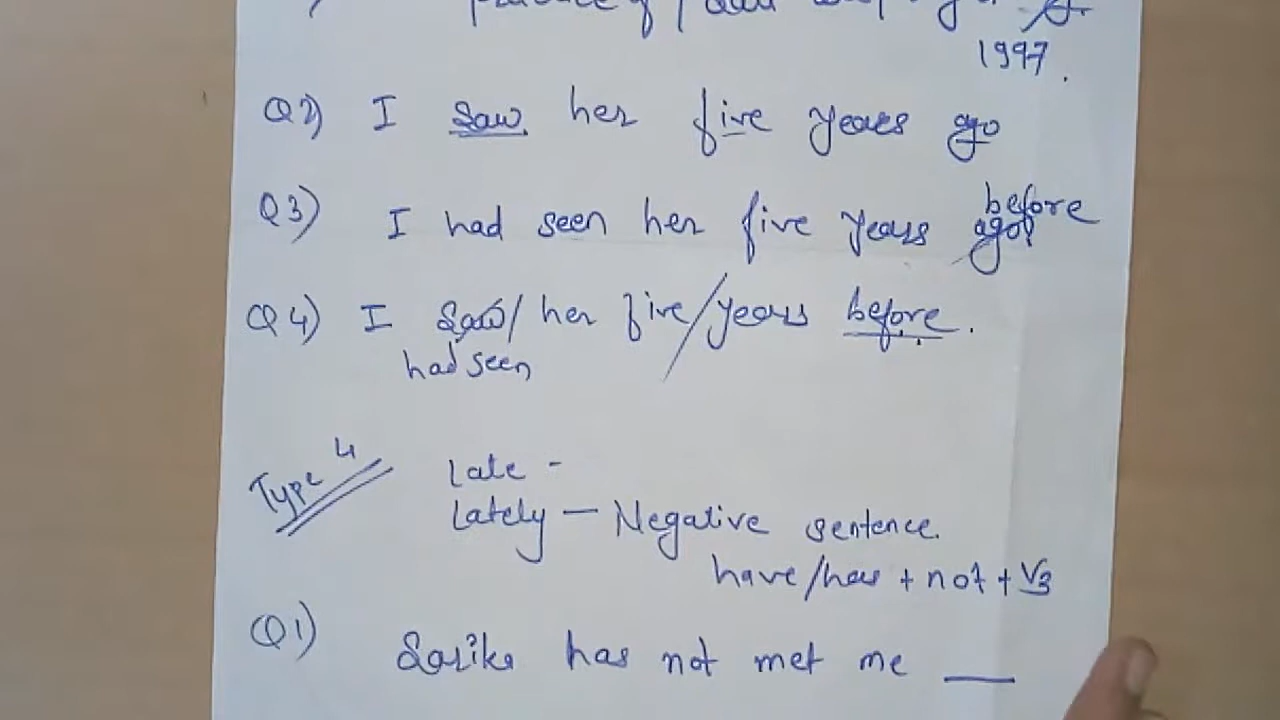 1997.
Q2) I saw her five years ago
Q3) I had seen her five years ago before
Q4) I saw/ her five/years before.
had seen
Type 4
Late -
Lately - Negative sentence.
have/has + not + V3
Q1) Sarika has not met me ___